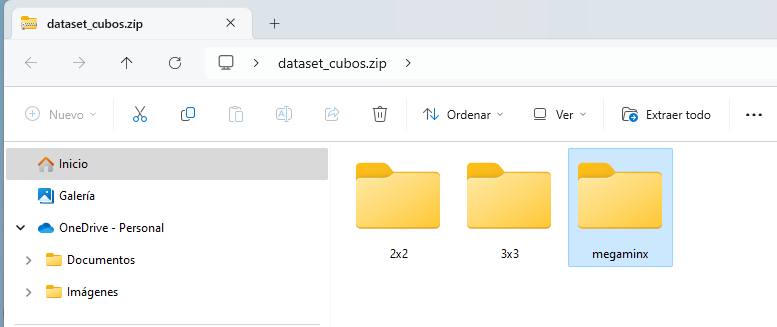 dataset_cubos.zip
dataset_cubos.zip
Nuevo
Ordenar
Ver
Extraer todo
Inicio
Galería
OneDrive - Personal
Documentos
Imágenes
2x2
3x3
megaminx